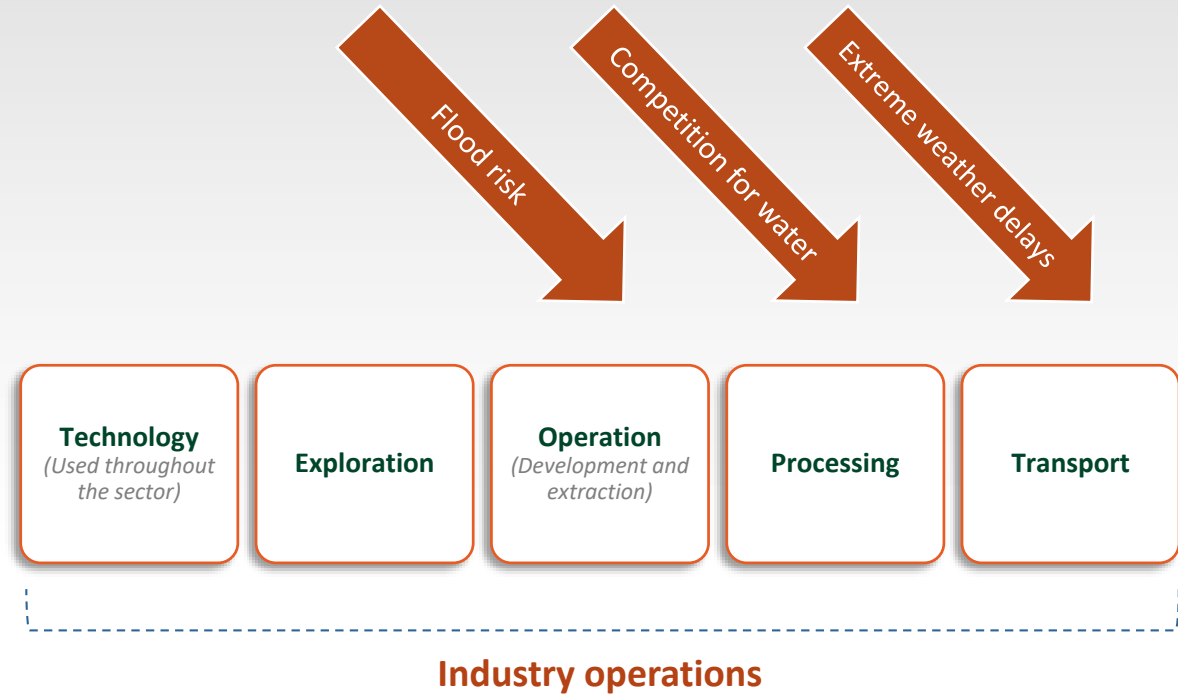 Flood risk
Competition for water
Extreme weather delays
Technology
(Used throughout
the sector)
Exploration
Operation
(Development and
extraction)
Processing
Transport
Industry operations